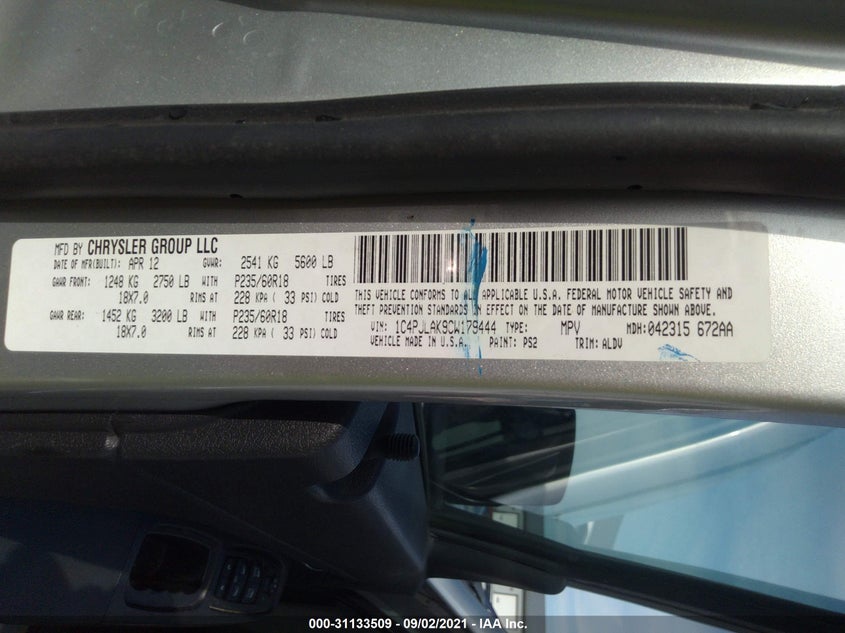 MFD BY CHRYSLER GROUP LLC
DATE OF MFR(BUILT): APR 12 GVWR: 2541 KG 5600 LB
GAWR FRONT: 1248 KG 2750 LB WITH P235/60R18 TIRES
18X7.0 RIMS AT 228 KPA ( 33 PSI) COLD
GAWR REAR: 1452 KG 3200 LB WITH P235/60R18 TIRES
18X7.0 RIMS AT 228 KPA ( 33 PSI) COLD
THIS VEHICLE CONFORMS TO ALL APPLICABLE U.S.A. FEDERAL MOTOR VEHICLE SAFETY AND
THEFT PREVENTION STANDARDS IN EFFECT ON THE DATE OF MANUFACTURE SHOWN ABOVE.
VIN: 1C4PJLAK9CW179444 TYPE: MPV MDH: 042315 672AA
VEHICLE MADE IN U.S.A. PAINT: PS2 TRIM: ALDV
000-31133509 - 09/02/2021 - IAA Inc.